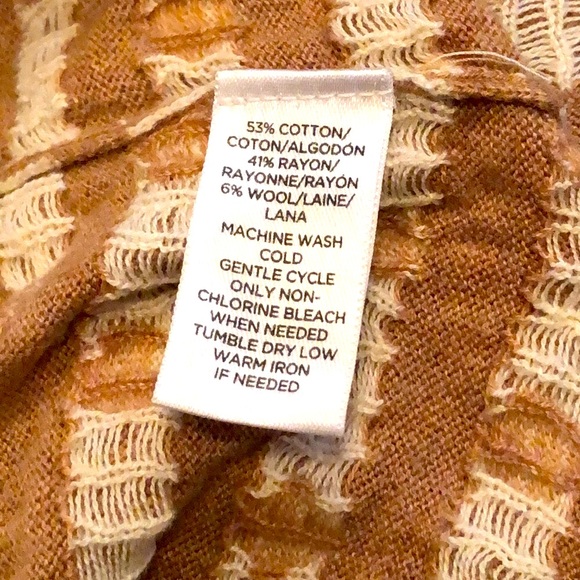 53% COTTON/
COTON/ALGODÓN
41% RAYON/
RAYONNE/RAYÓN
6% WOOL/LAINE/
LANA
MACHINE WASH
COLD
GENTLE CYCLE
ONLY NON-
CHLORINE BLEACH
WHEN NEEDED
TUMBLE DRY LOW
WARM IRON
IF NEEDED